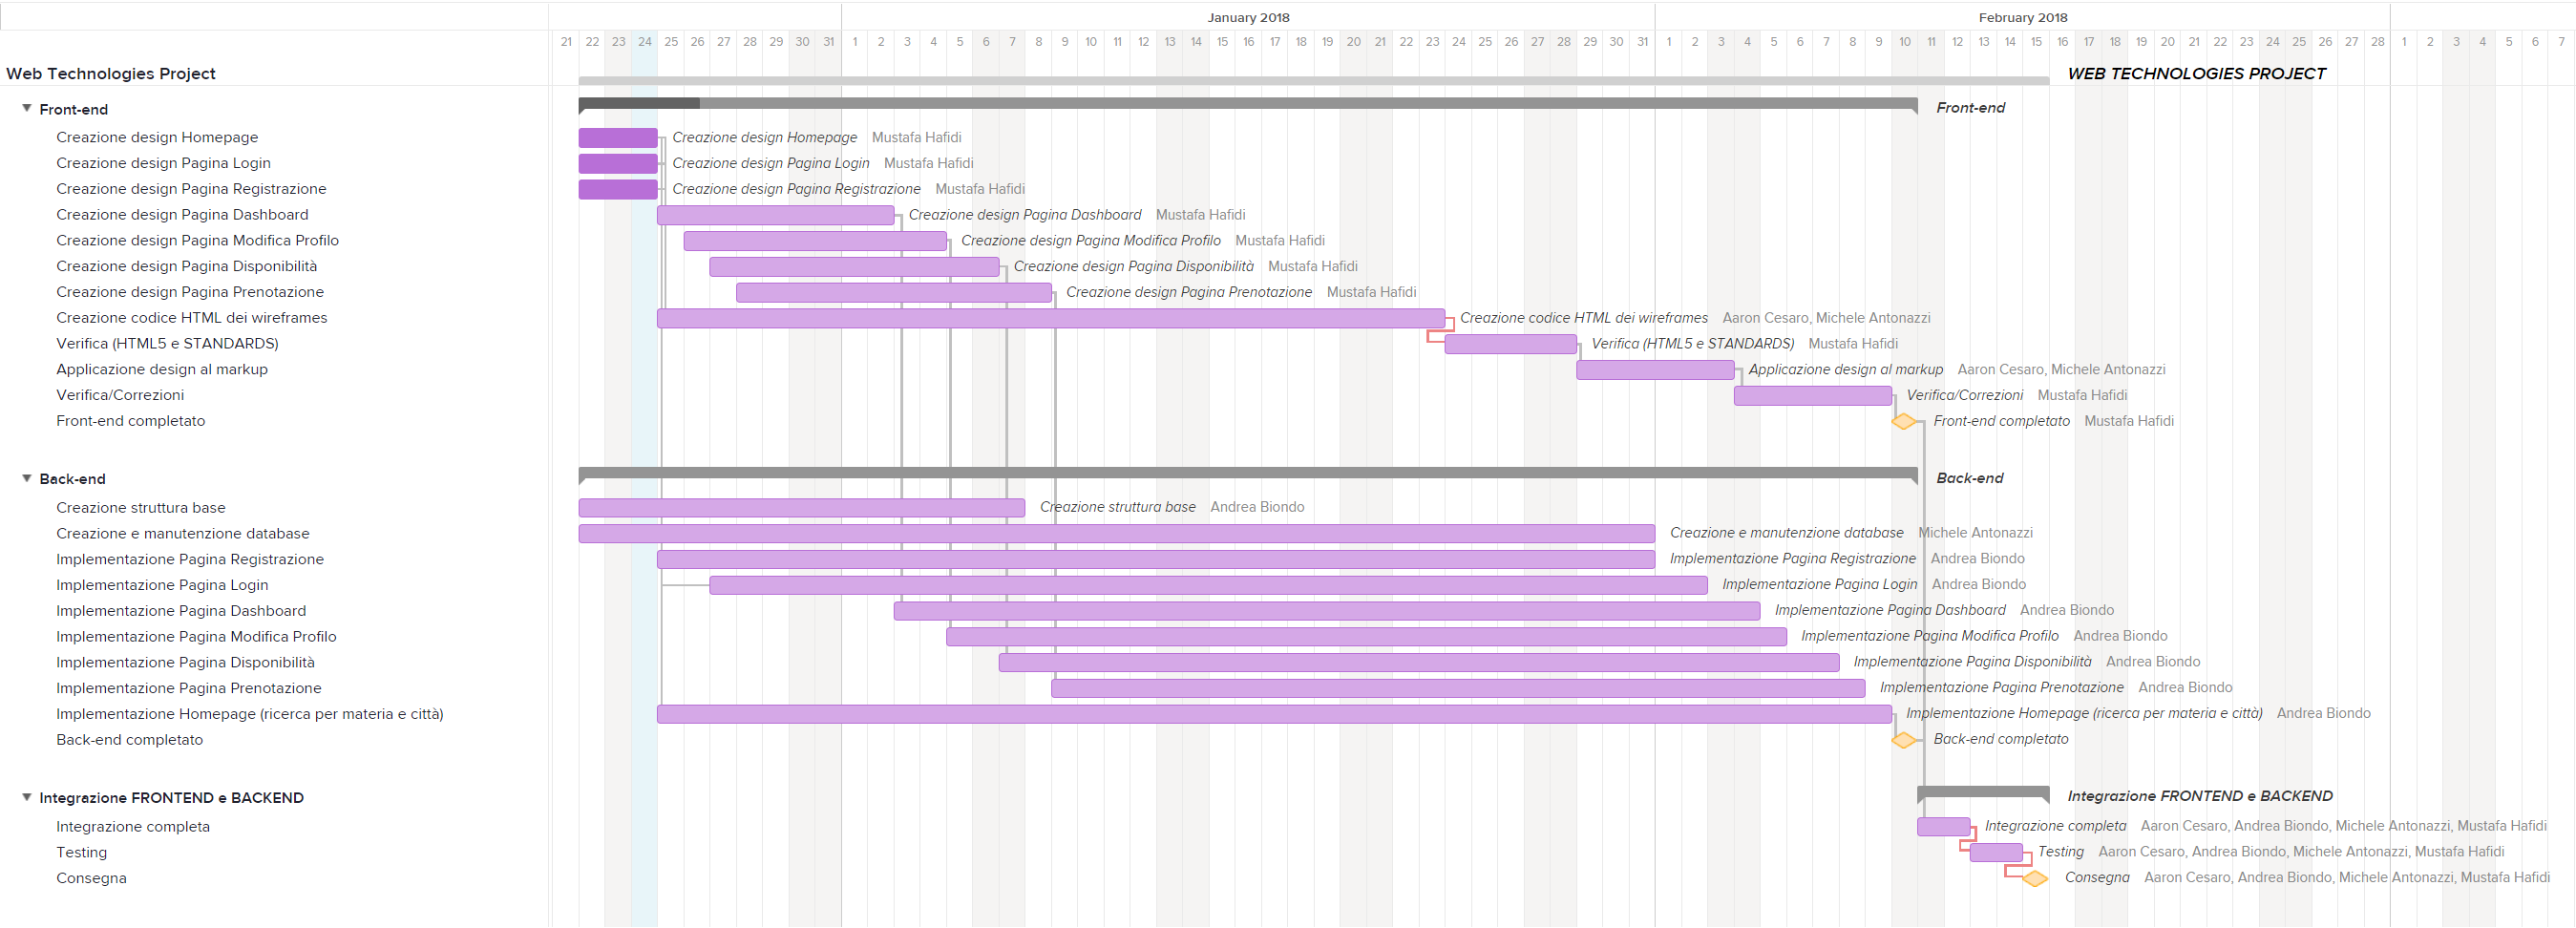 January 2018 February 2018
21 22 23 24 25 26 27 28 29 30 31 1 2 3 4 5 6 7 8 9 10 11 12 13 14 15 16 17 18 19 20 21 22 23 24 25 26 27 28 29 30 31 1 2 3 4 5 6 7 8 9 10 11 12 13 14 15 16 17 18 19 20 21 22 23 24 25 26 27 28 1 2 3 4 5 6 7
Web Technologies Project WEB TECHNOLOGIES PROJECT
Front-end Front-end
Creazione design Homepage Creazione design Homepage Mustafa Hafidi
Creazione design Pagina Login Creazione design Pagina Login Mustafa Hafidi
Creazione design Pagina Registrazione Creazione design Pagina Registrazione Mustafa Hafidi
Creazione design Pagina Dashboard Creazione design Pagina Dashboard Mustafa Hafidi
Creazione design Pagina Modifica Profilo Creazione design Pagina Modifica Profilo Mustafa Hafidi
Creazione design Pagina Disponibilità Creazione design Pagina Disponibilità Mustafa Hafidi
Creazione design Pagina Prenotazione Creazione design Pagina Prenotazione Mustafa Hafidi
Creazione codice HTML dei wireframes Creazione codice HTML dei wireframes Aaron Cesaro, Michele Antonazzi
Verifica (HTML5 e STANDARDS) Verifica (HTML5 e STANDARDS) Mustafa Hafidi
Applicazione design al markup Applicazione design al markup Aaron Cesaro, Michele Antonazzi
Verifica/Correzioni Verifica/Correzioni Mustafa Hafidi
Front-end completato Front-end completato Mustafa Hafidi
Back-end Back-end
Creazione struttura base Creazione struttura base Andrea Biondo
Creazione e manutenzione database Creazione e manutenzione database Michele Antonazzi
Implementazione Pagina Registrazione Implementazione Pagina Registrazione Andrea Biondo
Implementazione Pagina Login Implementazione Pagina Login Andrea Biondo
Implementazione Pagina Dashboard Implementazione Pagina Dashboard Andrea Biondo
Implementazione Pagina Modifica Profilo Implementazione Pagina Modifica Profilo Andrea Biondo
Implementazione Pagina Disponibilità Implementazione Pagina Disponibilità Andrea Biondo
Implementazione Pagina Prenotazione Implementazione Pagina Prenotazione Andrea Biondo
Implementazione Homepage (ricerca per materia e città) Implementazione Homepage (ricerca per materia e città) Andrea Biondo
Back-end completato Back-end completato
Integrazione FRONTEND e BACKEND Integrazione FRONTEND e BACKEND
Integrazione completa Integrazione completa Aaron Cesaro, Andrea Biondo, Michele Antonazzi, Mustafa Hafidi
Testing Testing Aaron Cesaro, Andrea Biondo, Michele Antonazzi, Mustafa Hafidi
Consegna Consegna Aaron Cesaro, Andrea Biondo, Michele Antonazzi, Mustafa Hafidi